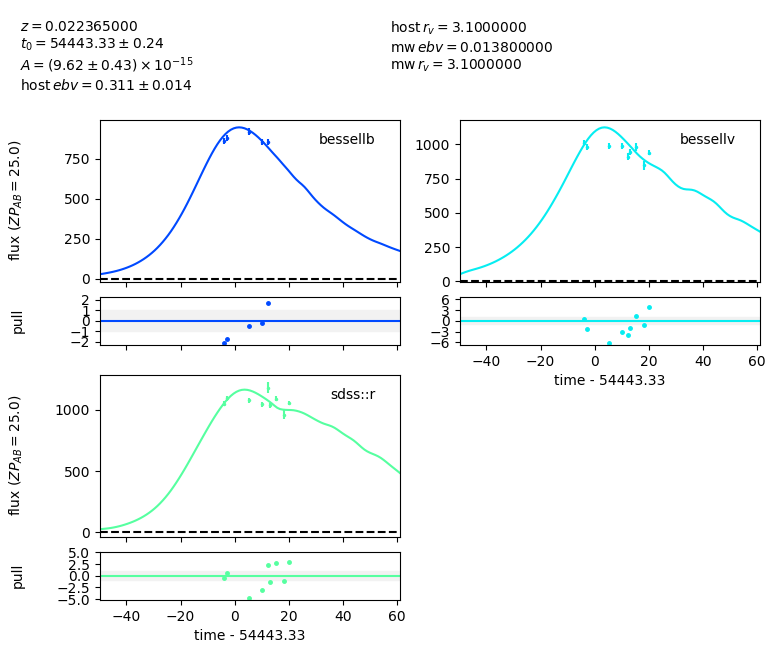 z = 0.022365000
t₀ = 54443.33 ± 0.24
A = (9.62 ± 0.43) × 10⁻¹⁵
host ebv = 0.311 ± 0.014
host r_v = 3.1000000
mw ebv = 0.013800000
mw r_v = 3.1000000
bessellb
flux (ZP_AB = 25.0)
750
500
250
0
pull
2
1
0
−1
−2
bessellv
1000
750
500
250
0
6
3
0
−3
−6
−40 −20 0 20 40 60
time - 54443.33
sdss::r
flux (ZP_AB = 25.0)
1000
500
0
pull
5.0
2.5
0.0
−2.5
−5.0
−40 −20 0 20 40 60
time - 54443.33